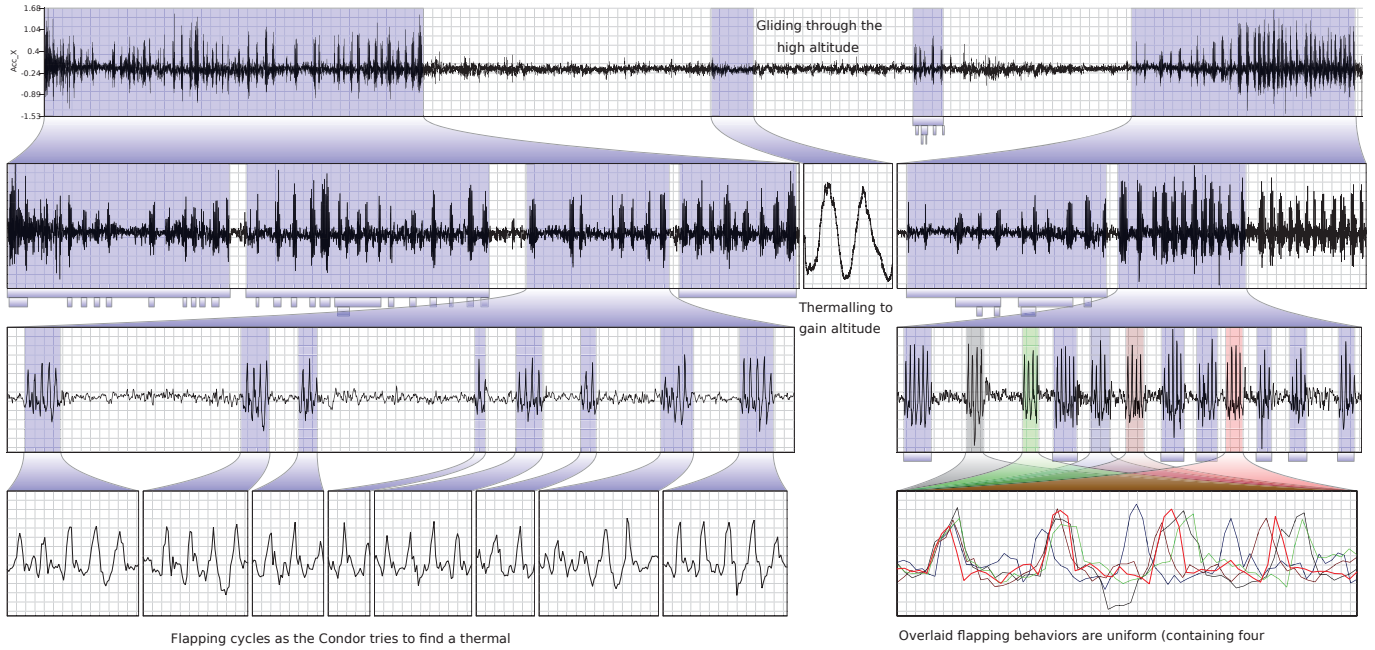 1.68
1.04
0.4
-0.24
-0.89
-1.53
Acc_X
Gliding through the
high altitude
Thermalling to
gain altitude
Flapping cycles as the Condor tries to find a thermal
Overlaid flapping behaviors are uniform (containing four